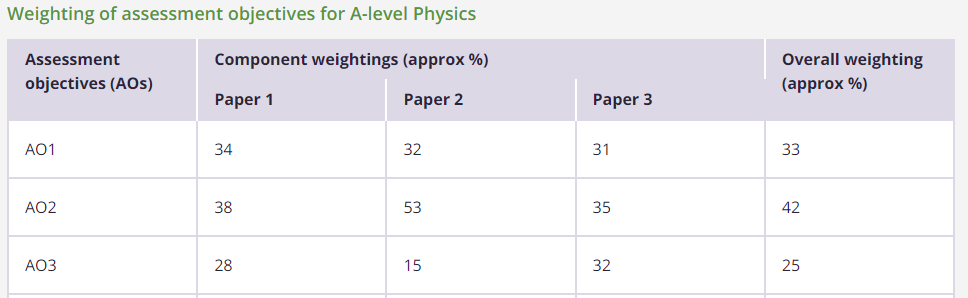 Weighting of assessment objectives for A-level Physics
Assessment objectives (AOs) Component weightings (approx %) Overall weighting (approx %)
Paper 1 Paper 2 Paper 3
AO1 34 32 31 33
AO2 38 53 35 42
AO3 28 15 32 25